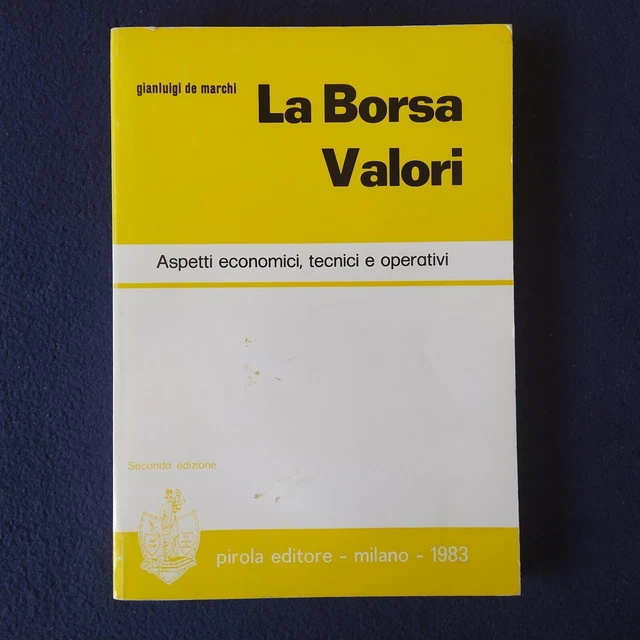 gianluigi de marchi
La Borsa
Valori
Aspetti economici, tecnici e operativi
Seconda edizione
pirola editore - milano - 1983